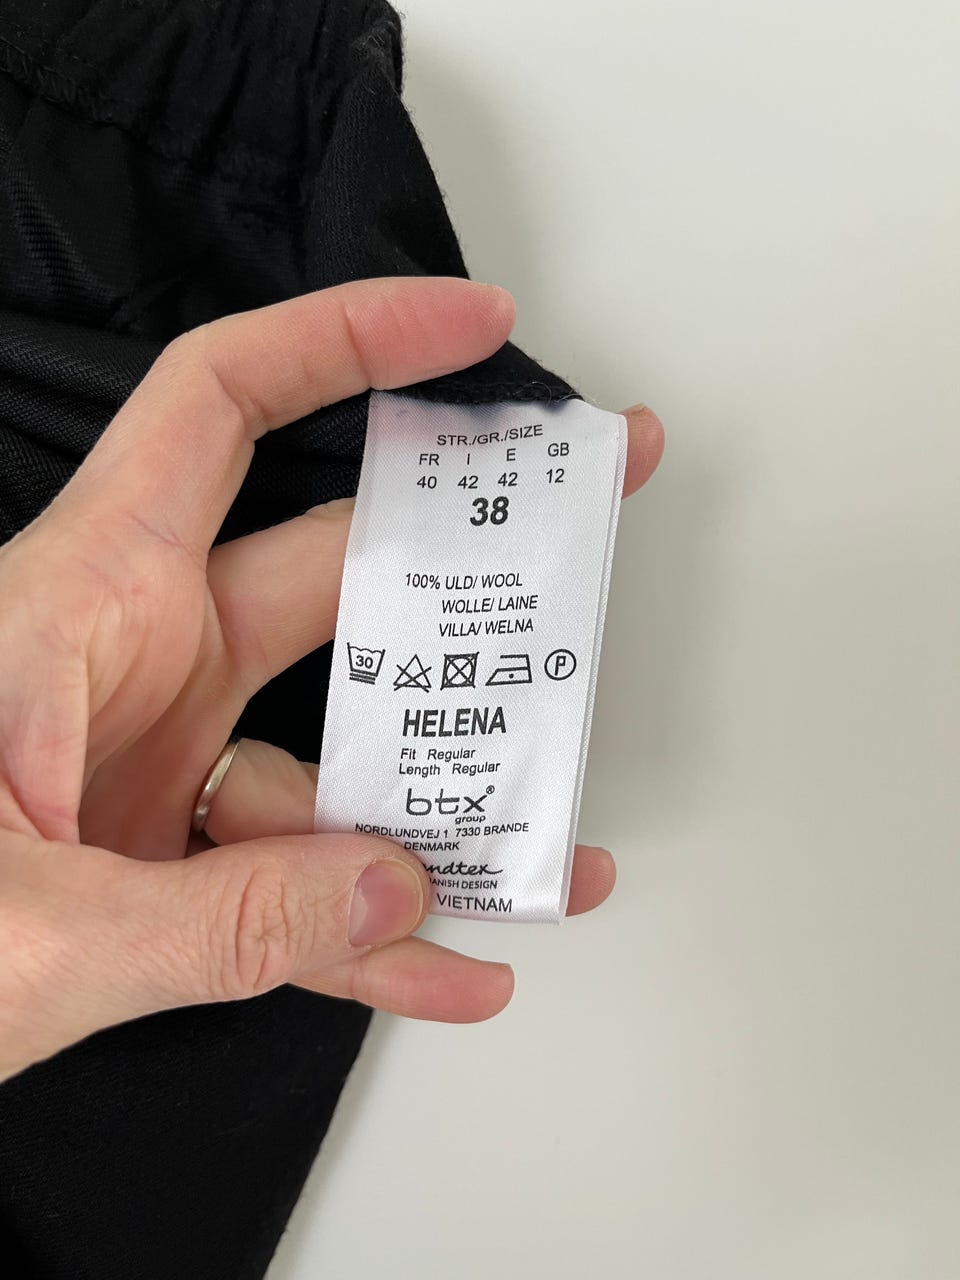 STR./GR./SIZE
FR I E GB
40 42 42 12
38
100% ULD/ WOOL
WOLLE/ LAINE
VILLA/ WELNA
30
P
HELENA
Fit Regular
Length Regular
btx®
group
NORDLUNDVEJ 1 7330 BRANDE
DENMARK
DESIGN
VIETNAM